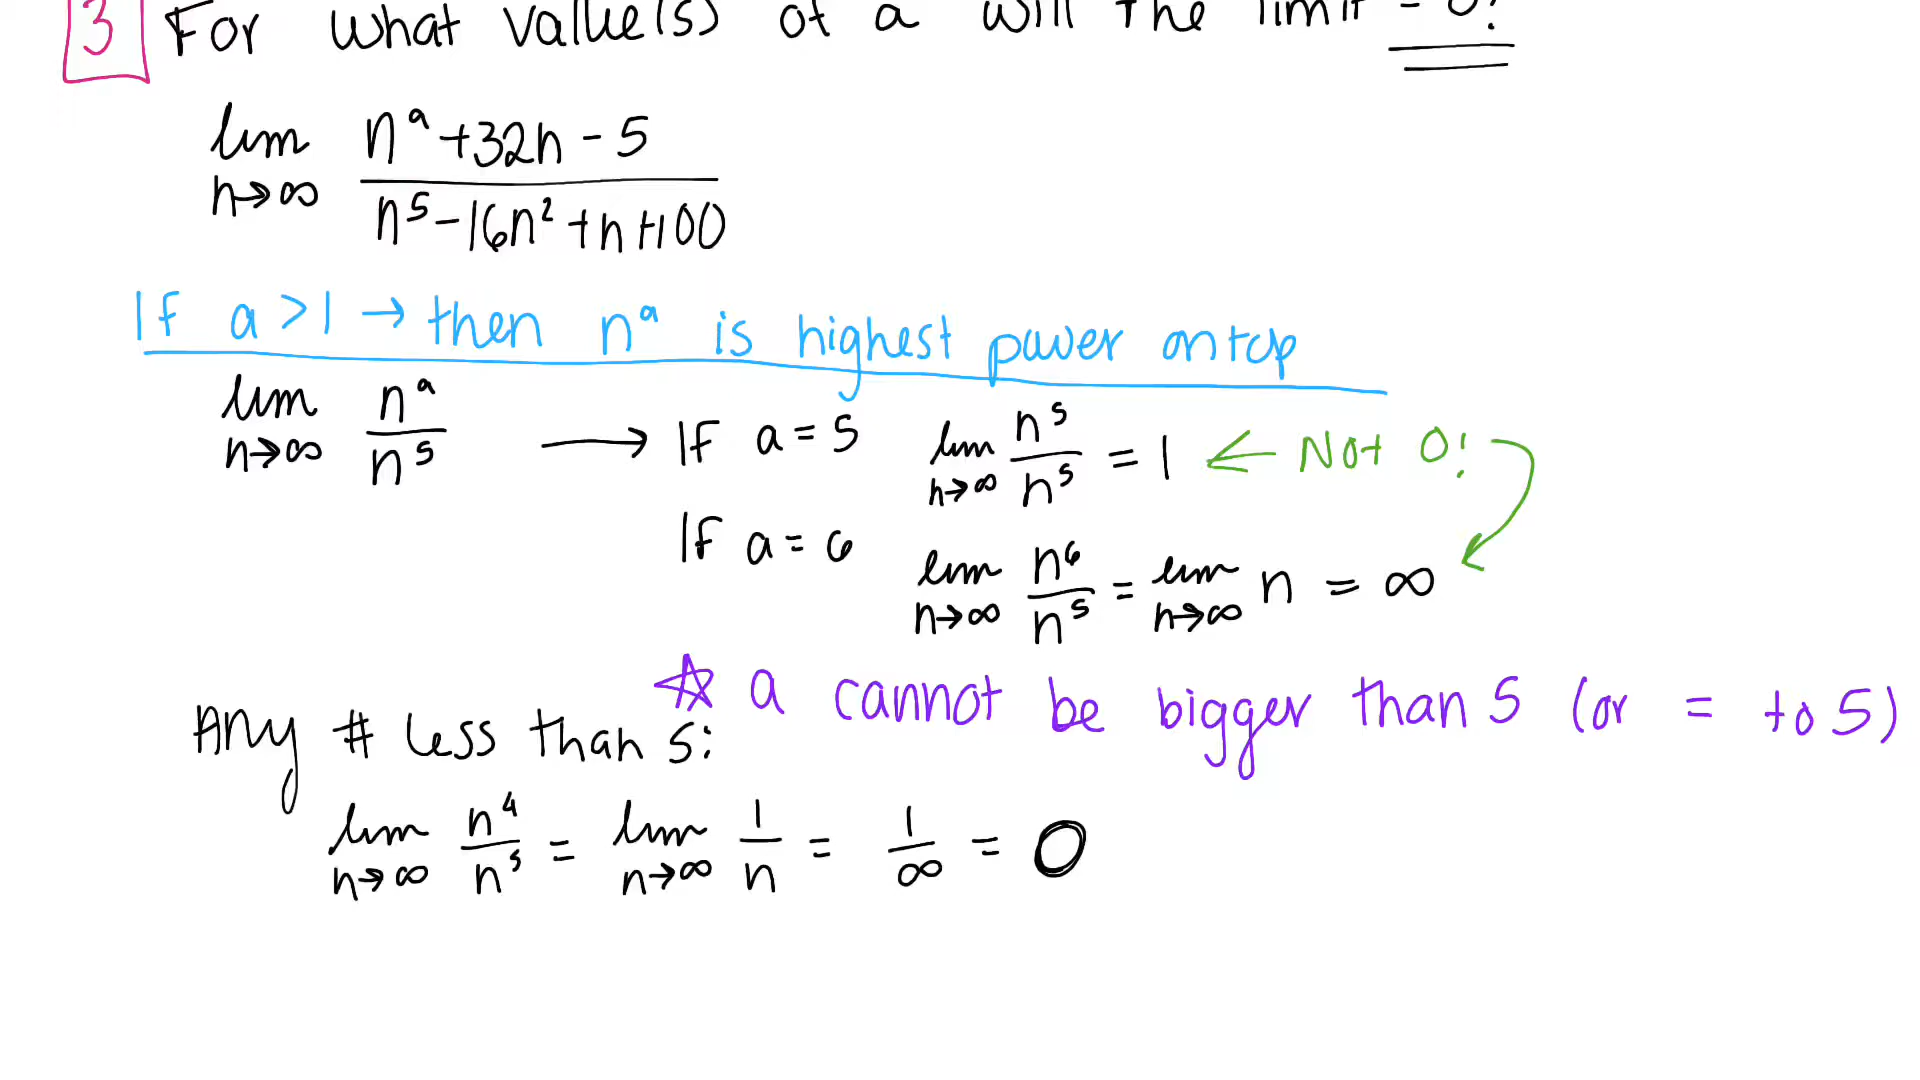 3 For what value(s) of a will the limit = 0?
lim n→∞ (n^a + 32n - 5) / (n^5 - 16n^2 + n + 100)
If a > 1 → then n^a is highest power on top
lim n→∞ n^a / n^5 → If a = 5 lim n→∞ n^5 / n^5 = 1 ← Not 0!
If a = 6 lim n→∞ n^6 / n^5 = lim n→∞ n = ∞
☆ a cannot be bigger than 5 (or = to 5)
Any # less than 5:
lim n→∞ n^4 / n^5 = lim n→∞ 1 / n = 1 / ∞ = 0